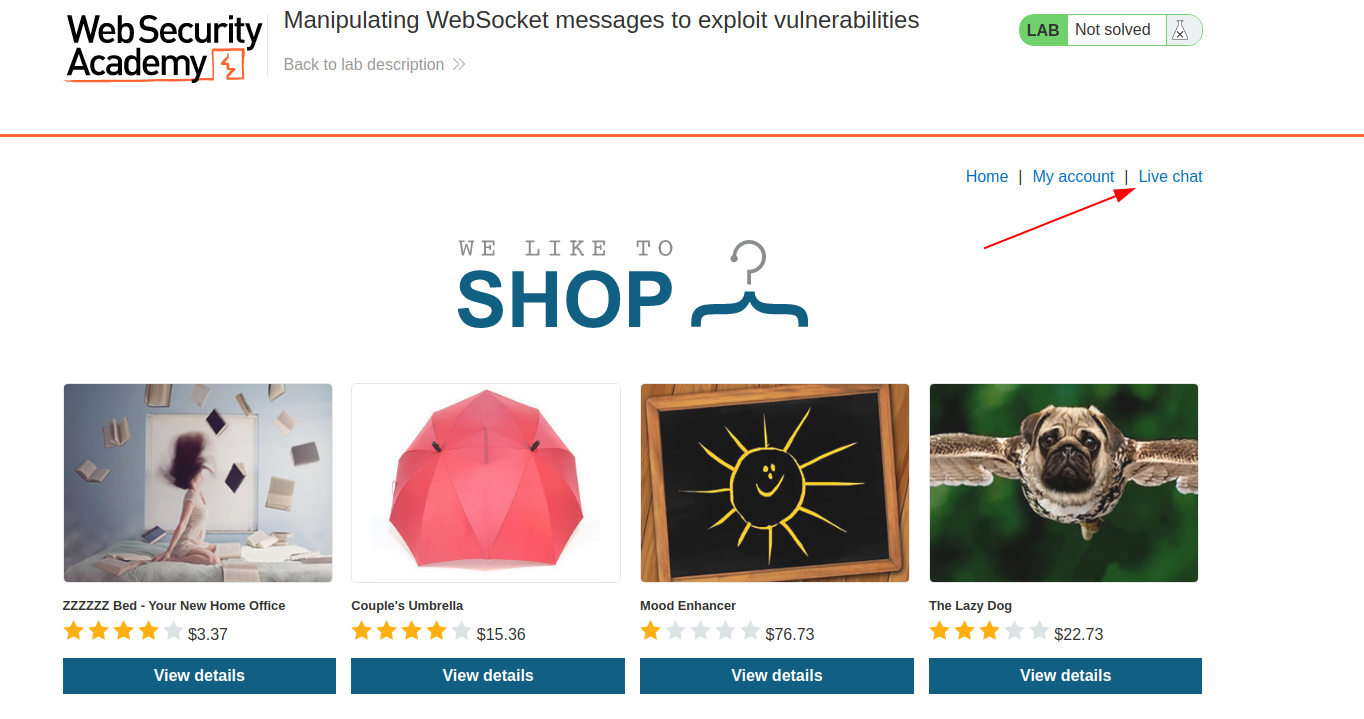 Web Security
Academy
Manipulating WebSocket messages to exploit vulnerabilities
Back to lab description
LAB Not solved
Home | My account | Live chat
WE LIKE TO
SHOP
ZZZZZZ Bed - Your New Home Office
$3.37
View details
Couple's Umbrella
$15.36
View details
Mood Enhancer
$76.73
View details
The Lazy Dog
$22.73
View details